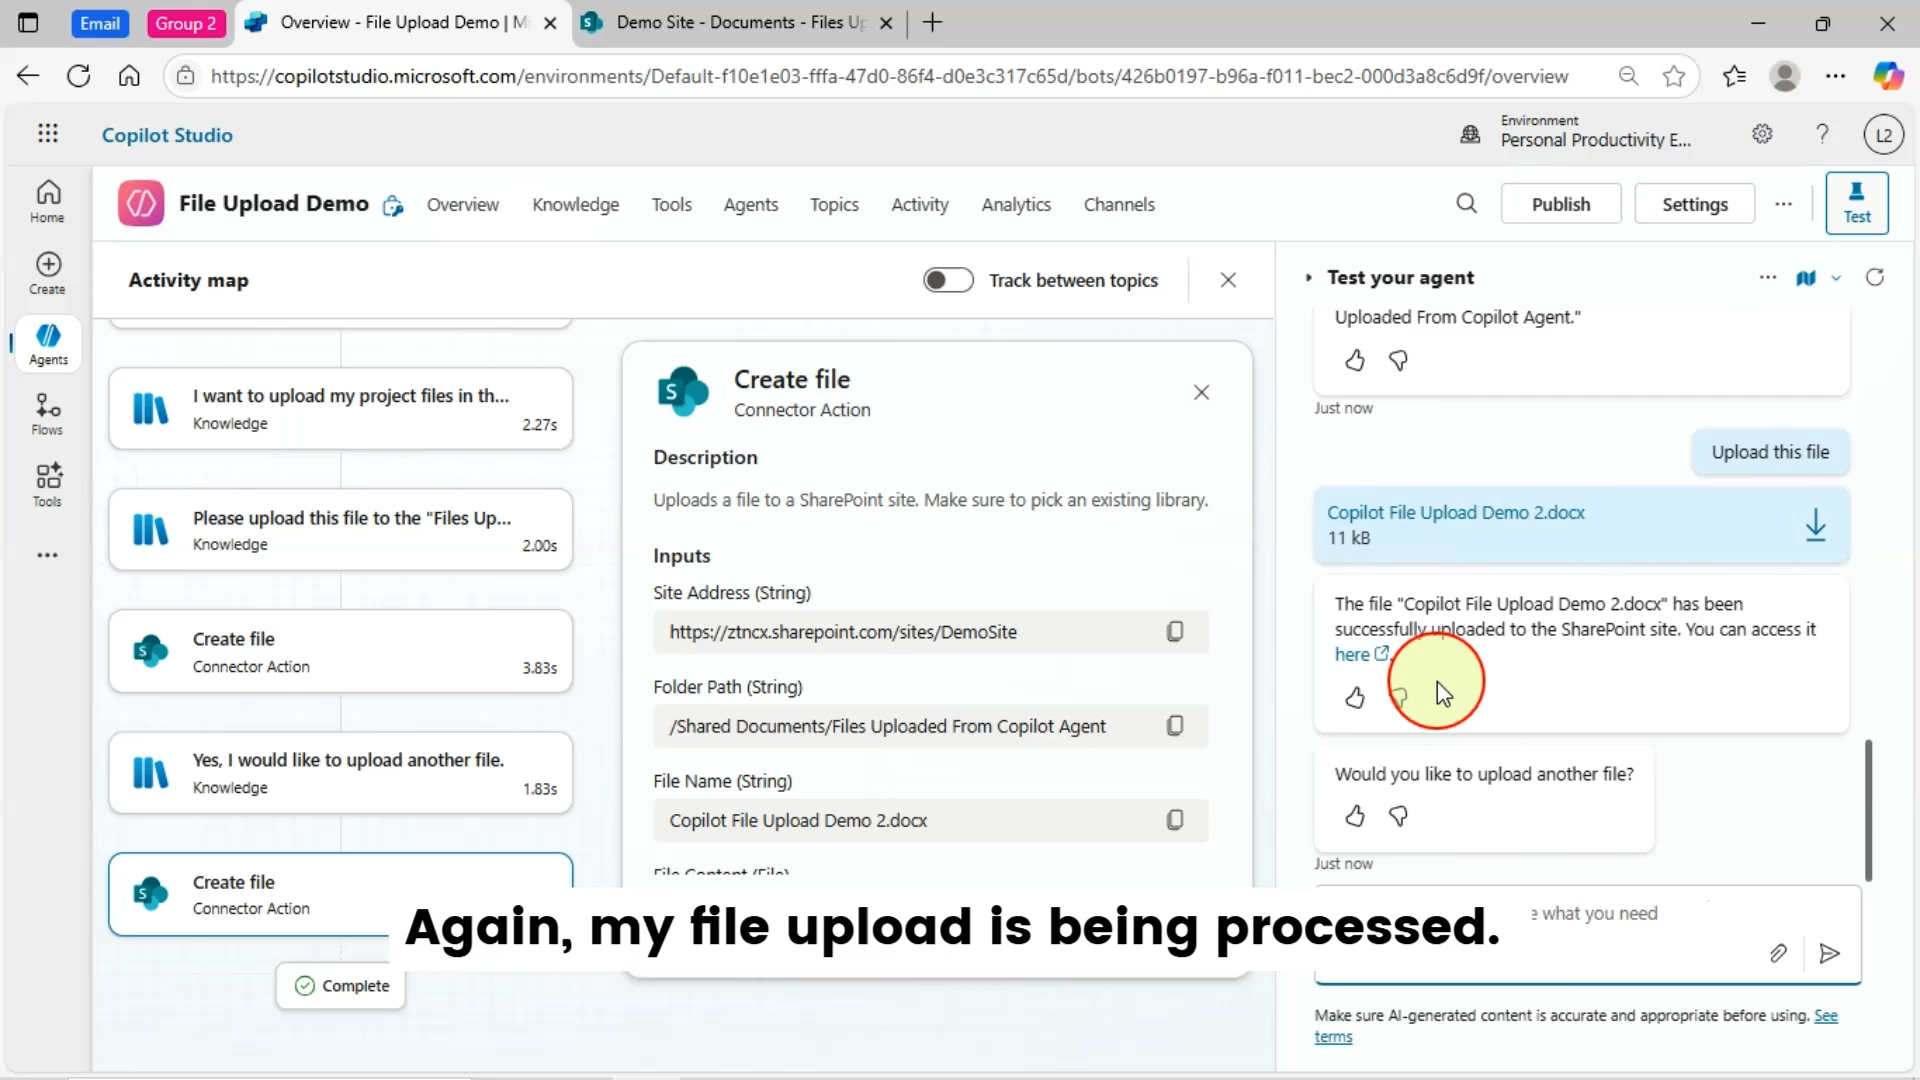 Email
Group 2
Overview - File Upload Demo | Mi
Demo Site - Documents - Files Up
https://copilotstudio.microsoft.com/environments/Default-f10e1e03-fffa-47d0-86f4-d0e3c317c65d/bots/426b0197-b96a-f011-bec2-000d3a8c6d9f/overview
Copilot Studio
Environment
Personal Productivity E...
L2
Home
Create
Agents
Flows
Tools
File Upload Demo
Overview
Knowledge
Tools
Agents
Topics
Activity
Analytics
Channels
Publish
Settings
Test
Activity map
Track between topics
I want to upload my project files in th...
Knowledge
2.27s
Please upload this file to the "Files Up...
Knowledge
2.00s
Create file
Connector Action
3.83s
Yes, I would like to upload another file.
Knowledge
1.83s
Create file
Connector Action
Complete
Create file
Connector Action
Description
Uploads a file to a SharePoint site. Make sure to pick an existing library.
Inputs
Site Address (String)
https://ztncx.sharepoint.com/sites/DemoSite
Folder Path (String)
/Shared Documents/Files Uploaded From Copilot Agent
File Name (String)
Copilot File Upload Demo 2.docx
File Content (File)
Test your agent
Uploaded From Copilot Agent."
Just now
Upload this file
Copilot File Upload Demo 2.docx
11 kB
The file "Copilot File Upload Demo 2.docx" has been
successfully uploaded to the SharePoint site. You can access it
here.
Would you like to upload another file?
Just now
e what you need
Make sure AI-generated content is accurate and appropriate before using. See
terms
Again, my file upload is being processed.